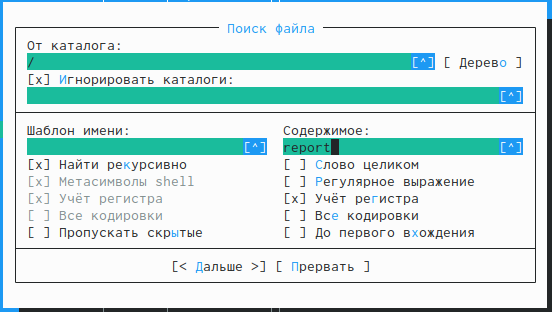 Поиск файла
От каталога:
/ [^] [ Дерево ]
[x] Игнорировать каталоги:
[^]
Шаблон имени: Содержимое:
[^] report [^]
[x] Найти рекурсивно [ ] Слово целиком
[x] Метасимволы shell [ ] Регулярное выражение
[x] Учёт регистра [x] Учёт регистра
[ ] Все кодировки [ ] Все кодировки
[ ] Пропускать скрытые [ ] До первого вхождения
[< Дальше >] [ Прервать ]